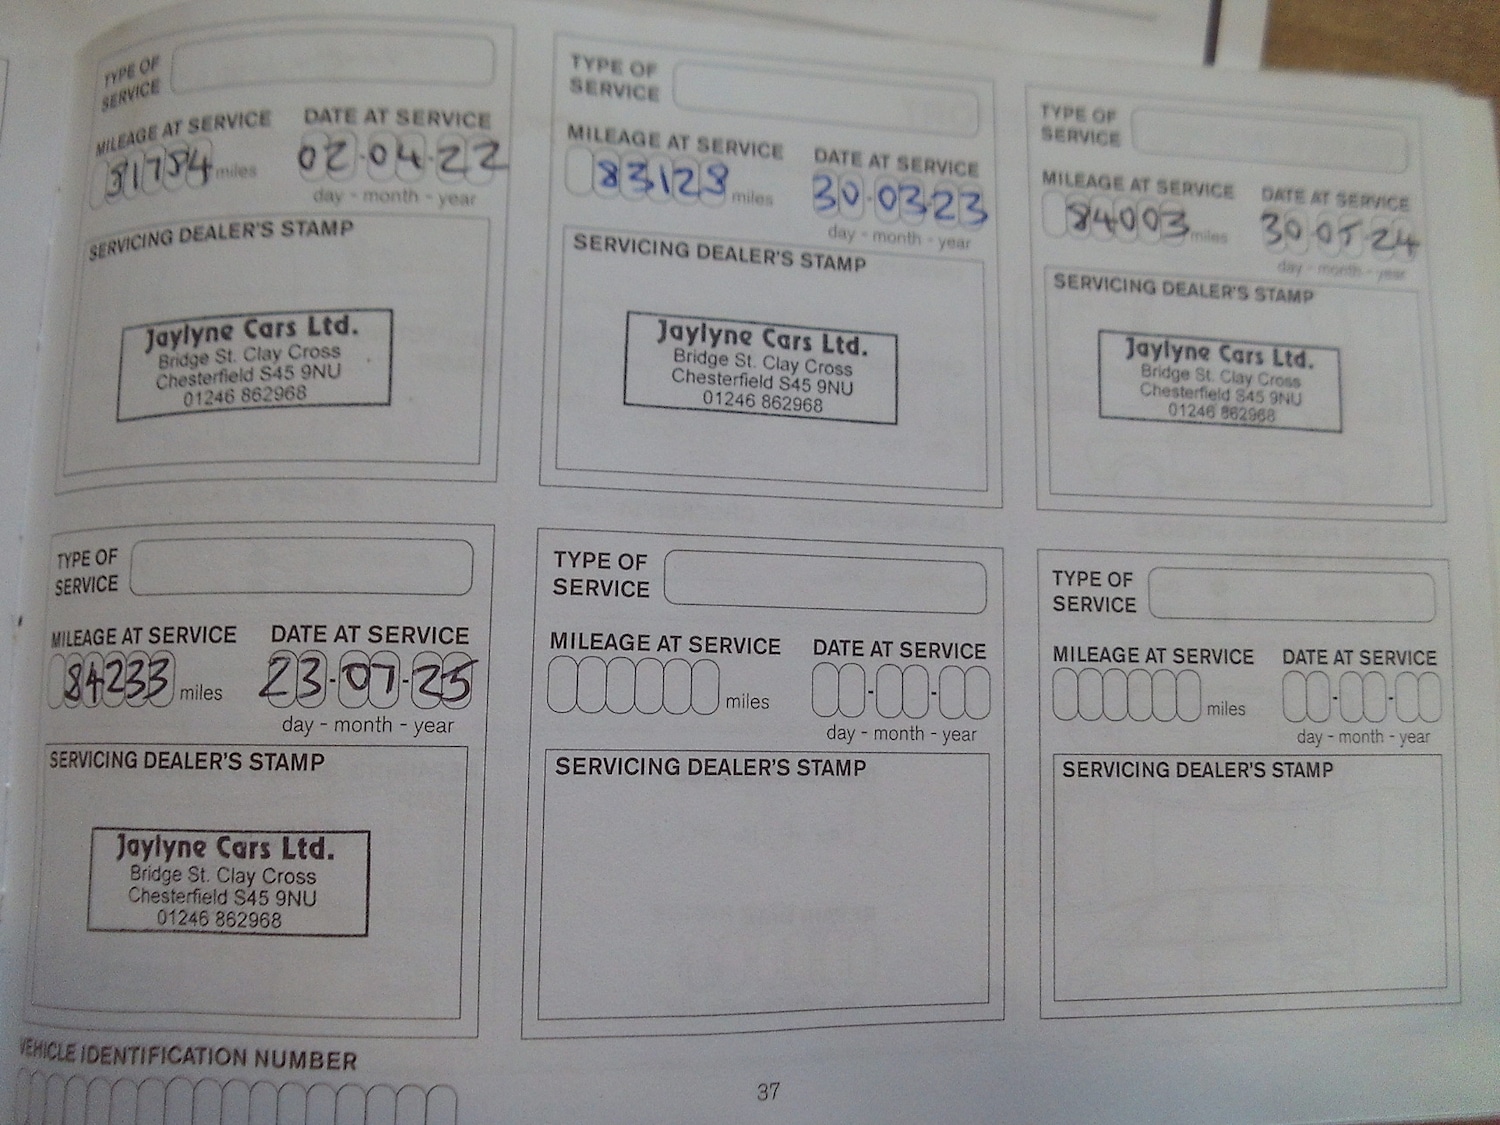 TYPE OF
SERVICE
MILEAGE AT SERVICE
81784 miles
DATE AT SERVICE
02-04-22
day - month - year
SERVICING DEALER'S STAMP
Jaylyne Cars Ltd.
Bridge St. Clay Cross
Chesterfield S45 9NU
01246 862968
TYPE OF
SERVICE
MILEAGE AT SERVICE
83128 miles
DATE AT SERVICE
30-03-23
day - month - year
SERVICING DEALER'S STAMP
Jaylyne Cars Ltd.
Bridge St. Clay Cross
Chesterfield S45 9NU
01246 862968
TYPE OF
SERVICE
MILEAGE AT SERVICE
84003 miles
DATE AT SERVICE
30-05-24
day - month - year
SERVICING DEALER'S STAMP
Jaylyne Cars Ltd.
Bridge St. Clay Cross
Chesterfield S45 9NU
01246 862968
TYPE OF
SERVICE
MILEAGE AT SERVICE
84233 miles
DATE AT SERVICE
23-07-25
day - month - year
SERVICING DEALER'S STAMP
Jaylyne Cars Ltd.
Bridge St. Clay Cross
Chesterfield S45 9NU
01246 862968
TYPE OF
SERVICE
MILEAGE AT SERVICE
miles
DATE AT SERVICE
day - month - year
SERVICING DEALER'S STAMP
TYPE OF
SERVICE
MILEAGE AT SERVICE
miles
DATE AT SERVICE
day - month - year
SERVICING DEALER'S STAMP
VEHICLE IDENTIFICATION NUMBER
37